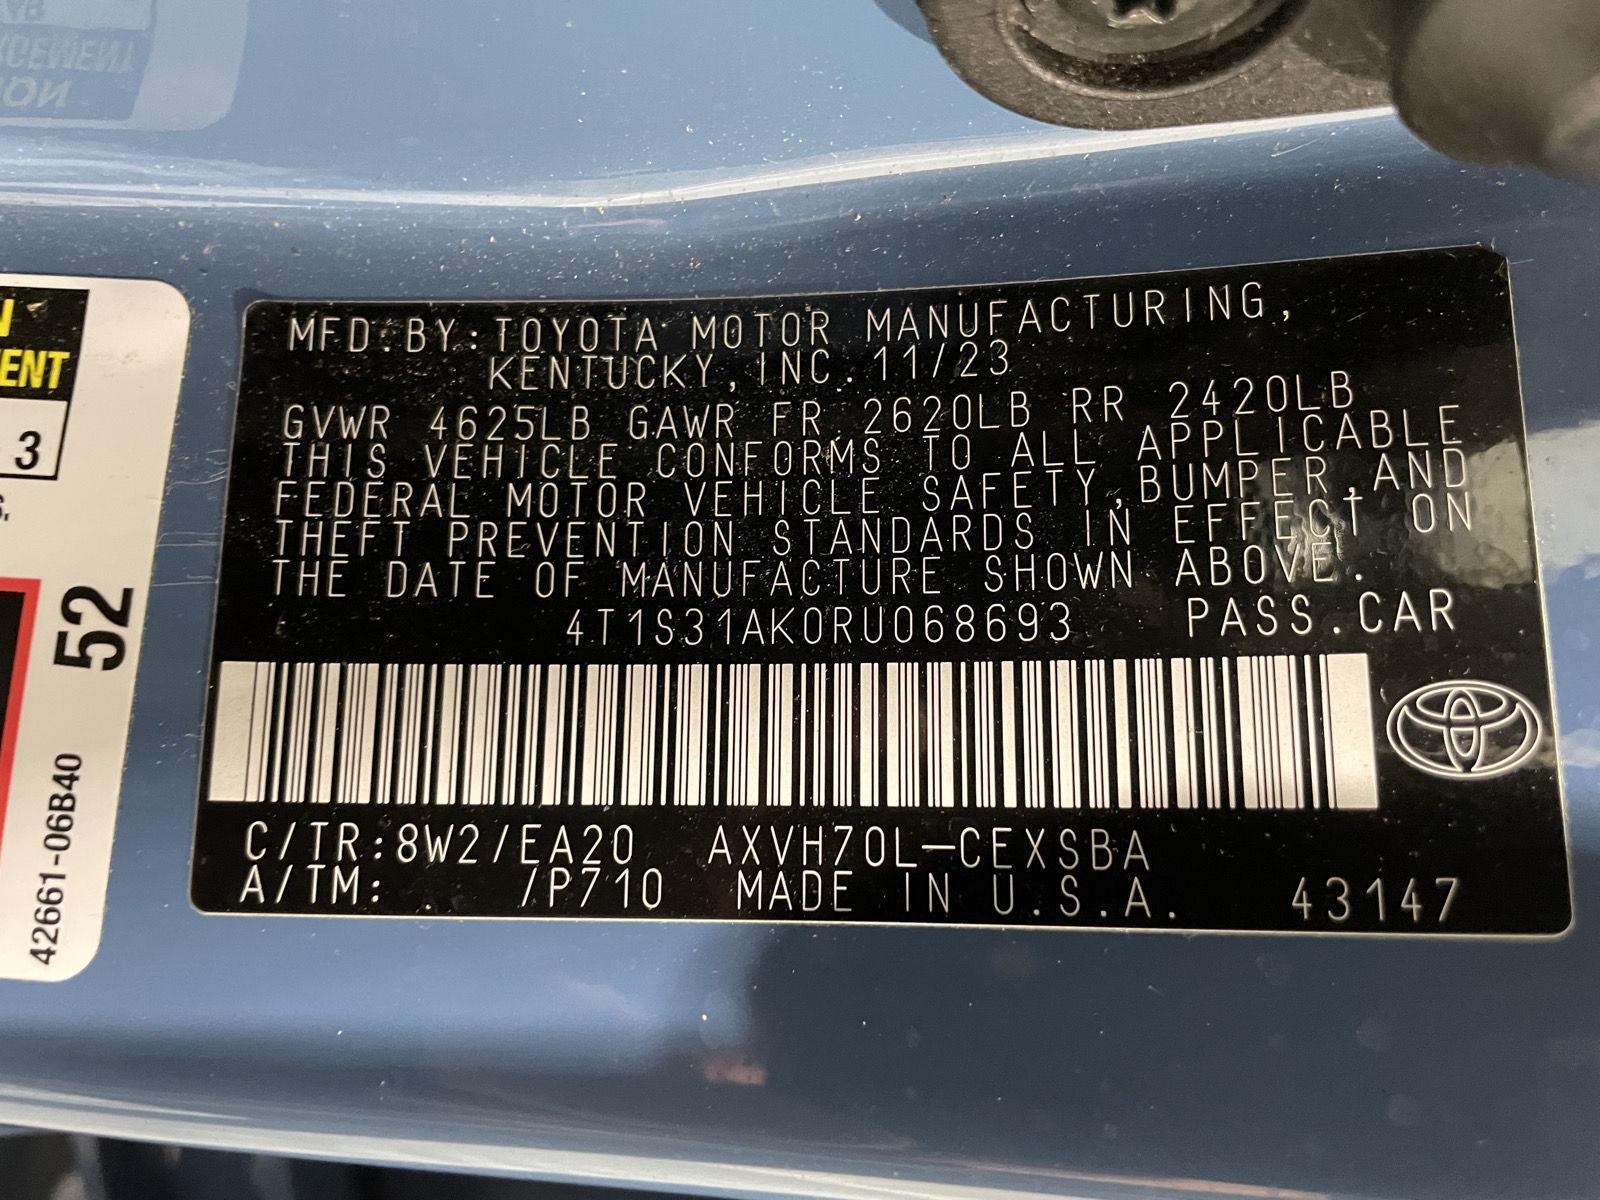 MFD.BY:TOYOTA MOTOR MANUFACTURING,
KENTUCKY,INC. 11/23
GVWR 4625LB GAWR FR 2620LB RR 2420LB
THIS VEHICLE CONFORMS TO ALL APPLICABLE
FEDERAL MOTOR VEHICLE SAFETY,BUMPER,AND
THEFT PREVENTION STANDARDS IN EFFECT ON
THE DATE OF MANUFACTURE SHOWN ABOVE.
4T1S31AK0RU068693 PASS.CAR
C/TR:8W2/EA20 AXVH70L-CEXSBA
A/TM: /P710 MADE IN U.S.A. 43147
3
52
42661-06B40